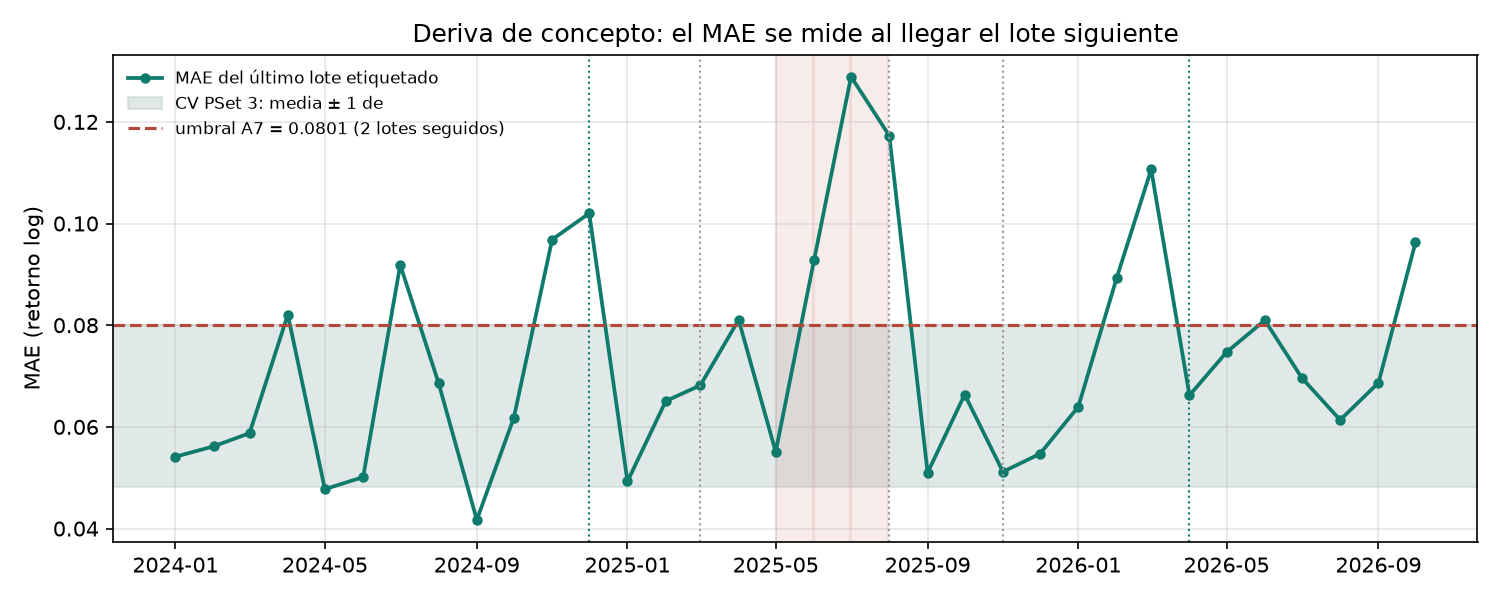 Deriva de concepto: el MAE se mide al llegar el lote siguiente
MAE del último lote etiquetado
CV PSet 3: media ± 1 de
umbral A7 = 0.0801 (2 lotes seguidos)
MAE (retorno log)
0.12
0.10
0.08
0.06
0.04
2024-01
2024-05
2024-09
2025-01
2025-05
2025-09
2026-01
2026-05
2026-09